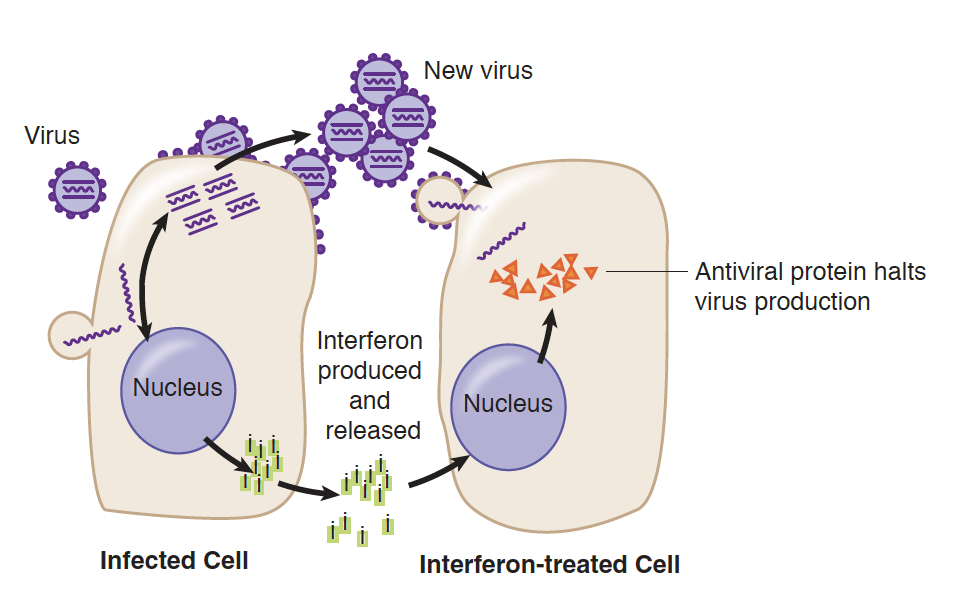 New virus
Virus
Antiviral protein halts
virus production
Interferon
produced
and
released
Nucleus
Nucleus
i i i i i i i i
i i i i i i i
i i i i
Infected Cell
Interferon-treated Cell